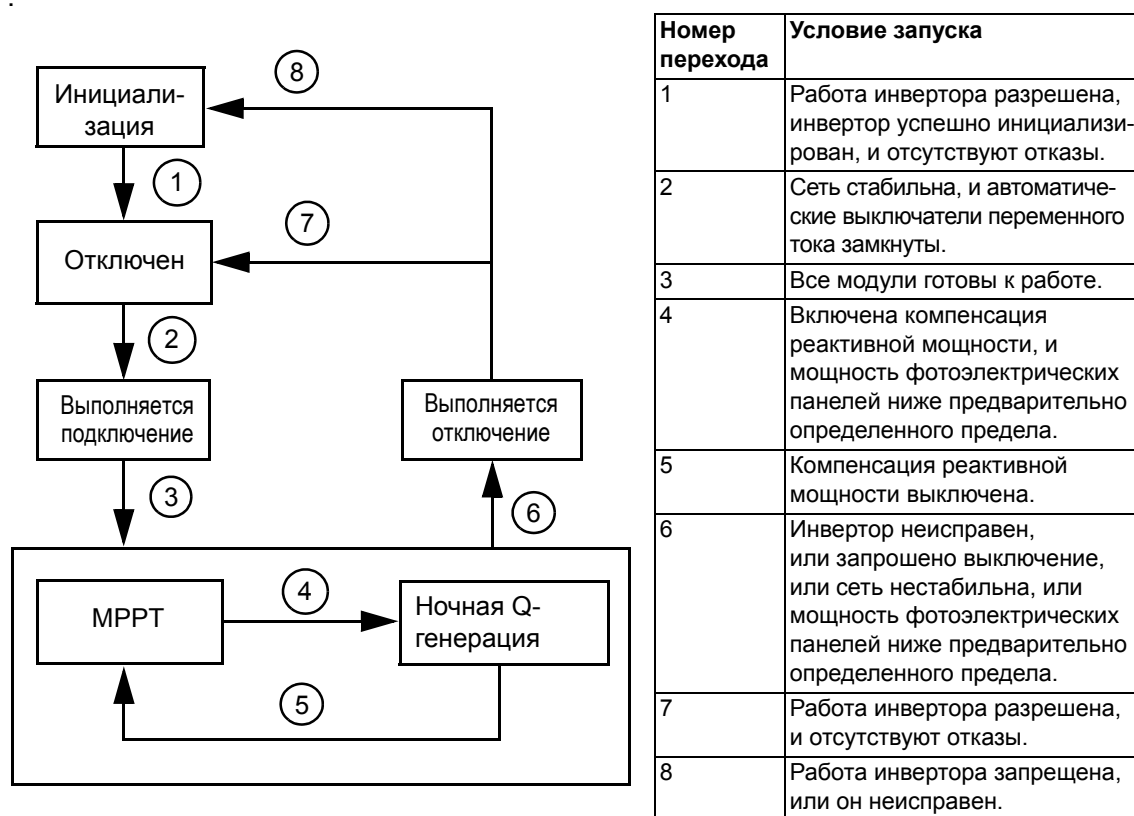 .
Инициали-
зация
8
1
7
Отключен
2
Выполняется
подключение
Выполняется
отключение
3
6
MPPT
4
Ночная Q-
генерация
5
Номер
перехода
Условие запуска
1
Работа инвертора разрешена,
инвертор успешно инициализи-
рован, и отсутствуют отказы.
2
Сеть стабильна, и автоматиче-
ские выключатели переменного
тока замкнуты.
3
Все модули готовы к работе.
4
Включена компенсация
реактивной мощности, и
мощность фотоэлектрических
панелей ниже предварительно
определенного предела.
5
Компенсация реактивной
мощности выключена.
6
Инвертор неисправен,
или запрошено выключение,
или сеть нестабильна, или
мощность фотоэлектрических
панелей ниже предварительно
определенного предела.
7
Работа инвертора разрешена,
и отсутствуют отказы.
8
Работа инвертора запрещена,
или он неисправен.